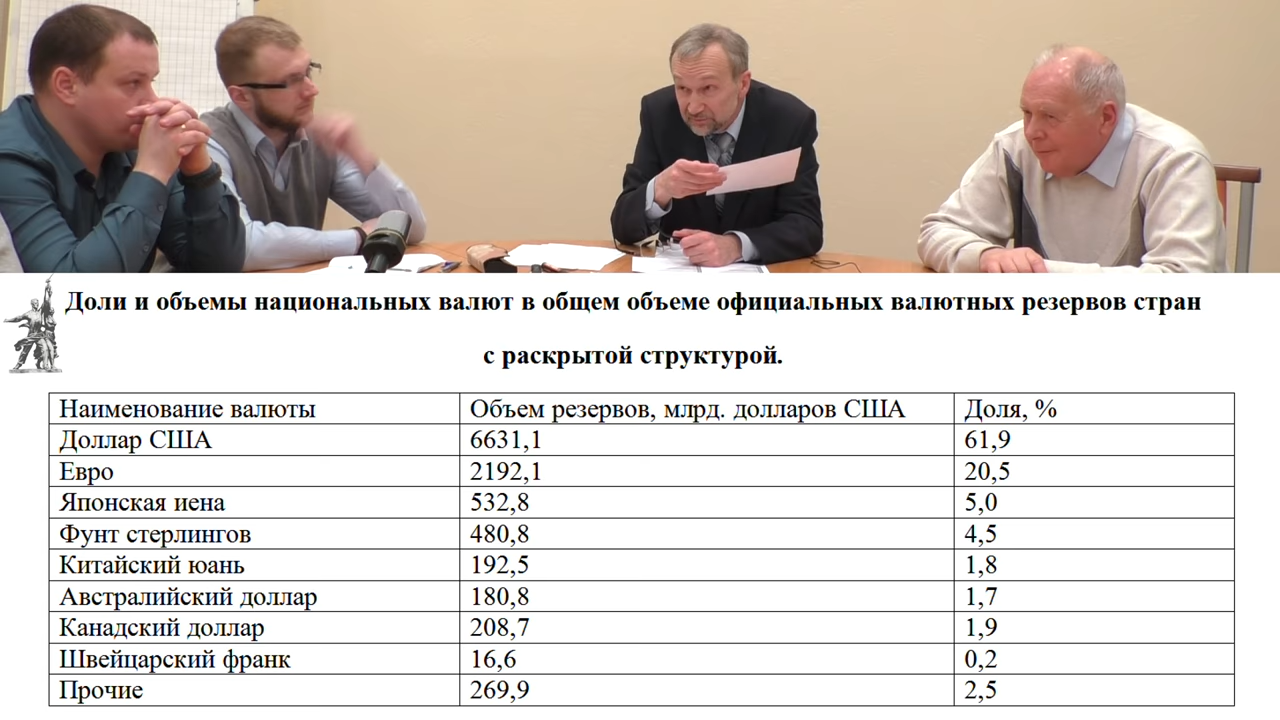 Доли и объемы национальных валют в общем объеме официальных валютных резервов стран
с раскрытой структурой.
Наименование валюты Объем резервов, млрд. долларов США Доля, %
Доллар США 6631,1 61,9
Евро 2192,1 20,5
Японская иена 532,8 5,0
Фунт стерлингов 480,8 4,5
Китайский юань 192,5 1,8
Австралийский доллар 180,8 1,7
Канадский доллар 208,7 1,9
Швейцарский франк 16,6 0,2
Прочие 269,9 2,5